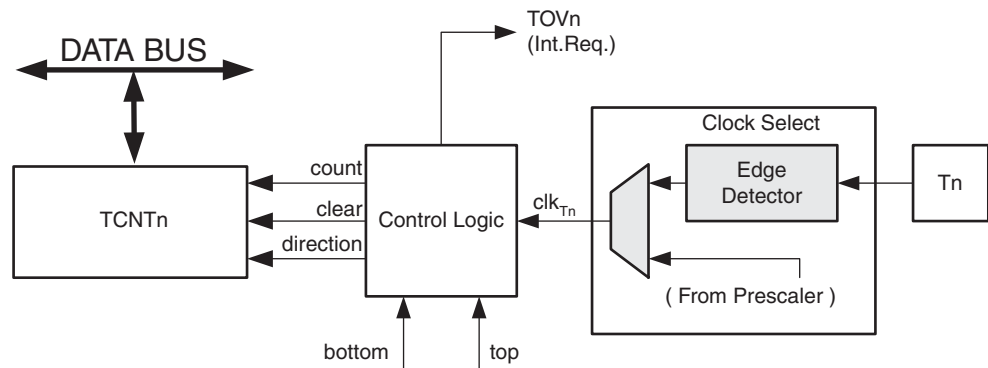 TOVn
(Int.Req.)
DATA BUS
Clock Select
count
Edge
Detector
Tn
TCNTn
clear
Control Logic
clkTn
direction
( From Prescaler )
bottom
top